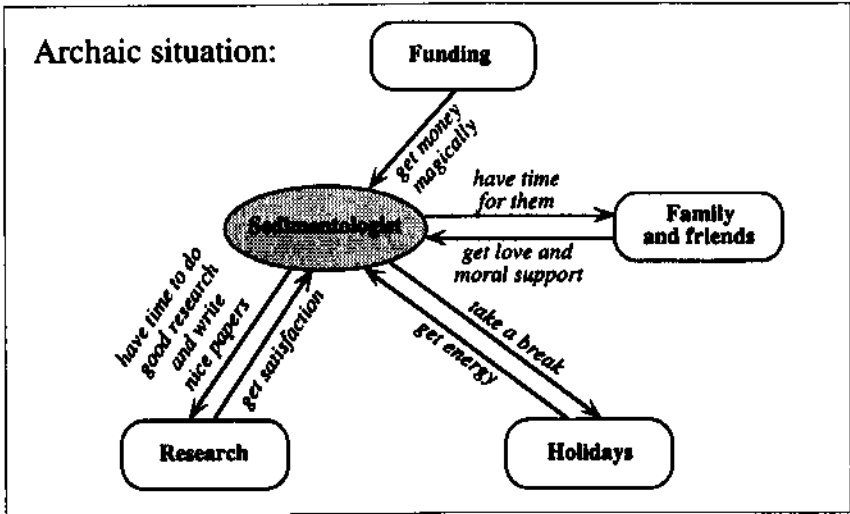 Archaic situation:
Funding
get money
magically
have time
for them
Sedimentologist
Family
and friends
get love and
moral support
have time to do
good research
and write
nice papers
get satisfaction
take a break
get energy
Research
Holidays